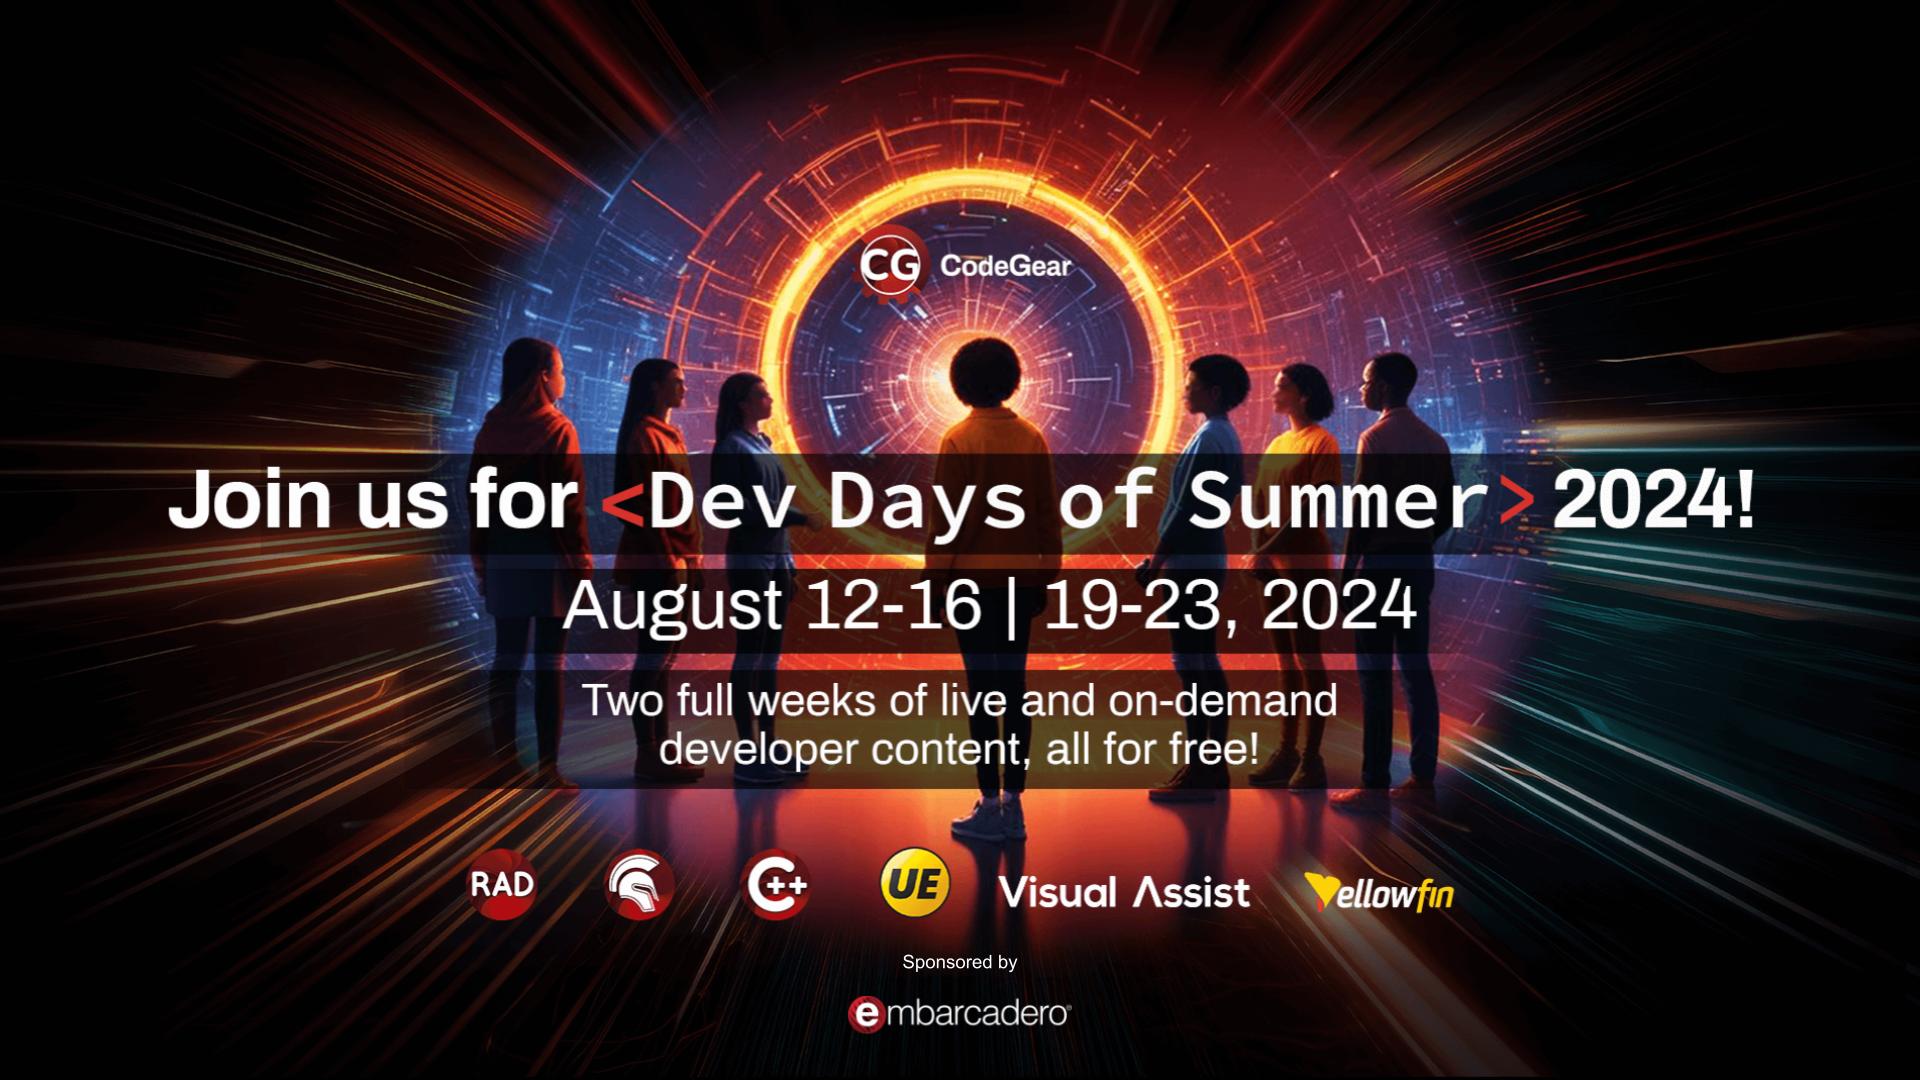 CG CodeGear
Join us for <Dev Days of Summer> 2024!
August 12-16 | 19-23, 2024
Two full weeks of live and on-demand
developer content, all for free!
RAD C++ UE Visual Assist Yellowfin
Sponsored by
embarcadero®